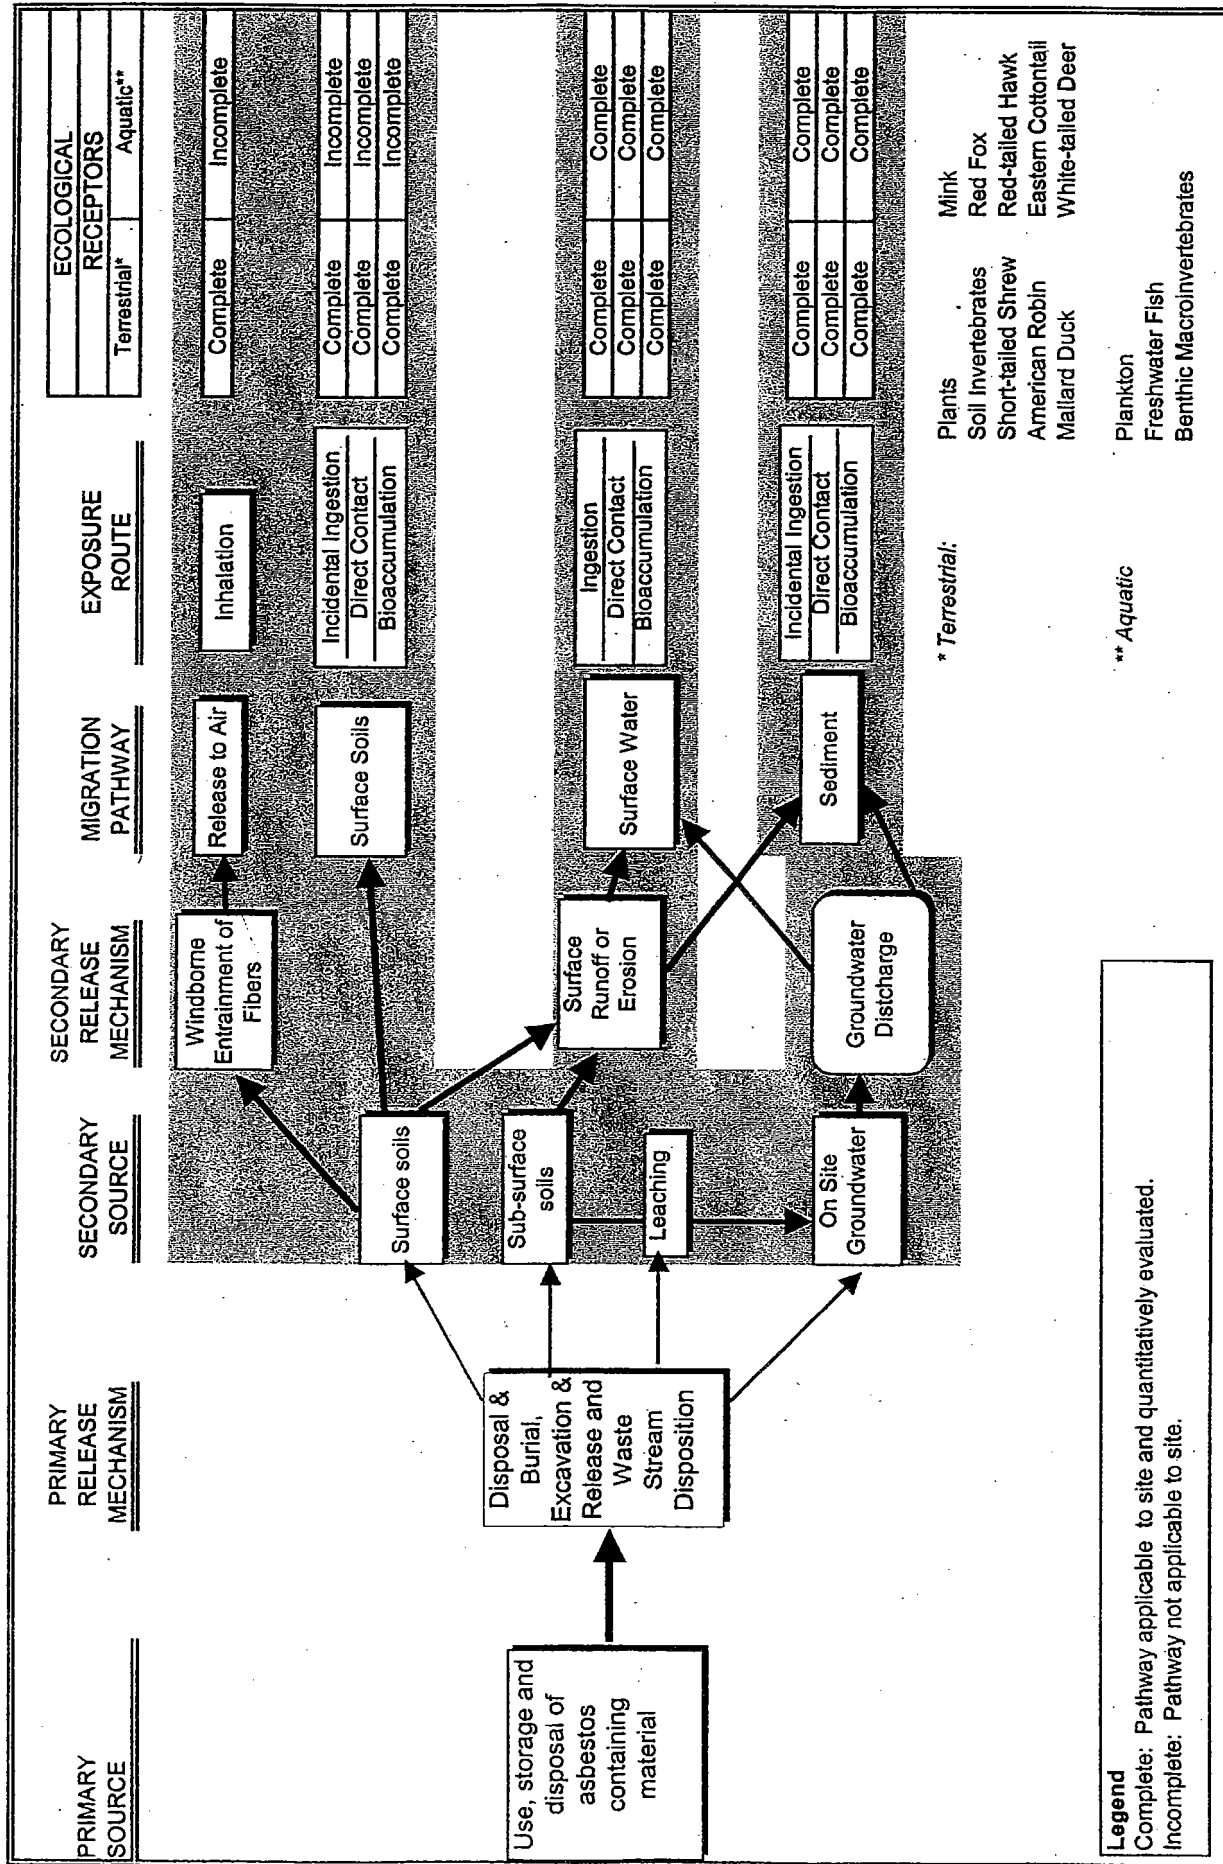 PRIMARY
SOURCE
PRIMARY
RELEASE
MECHANISM
SECONDARY
SOURCE
SECONDARY
RELEASE
MECHANISM
MIGRATION
PATHWAY
EXPOSURE
ROUTE
ECOLOGICAL
RECEPTORS
Terrestrial*
Aquatic**
Use, storage and
disposal of
asbestos
containing
material
Disposal &
Burial,
Excavation &
Release and
Waste
Stream
Disposition
Surface soils
Sub-surface
soils
Leaching
On Site
Groundwater
Windborne
Entrainment of
Fibers
Surface
Runoff or
Erosion
Groundwater
Distcharge
Release to Air
Surface Soils
Surface Water
Sediment
Inhalation
Complete Incomplete
Incidental Ingestion
Direct Contact
Bioaccumulation
Complete Incomplete
Complete Incomplete
Complete Incomplete
Ingestion
Direct Contact
Bioaccumulation
Complete Complete
Complete Complete
Complete Complete
Incidental Ingestion
Direct Contact
Bioaccumulation
Complete Complete
Complete Complete
Complete Complete
* Terrestrial:
Plants
Soil Invertebrates
Short-tailed Shrew
American Robin
Mallard Duck
Mink
Red Fox
Red-tailed Hawk
Eastern Cottontail
White-tailed Deer
** Aquatic
Plankton
Freshwater Fish
Benthic Macroinvertebrates
Legend
Complete: Pathway applicable to site and quantitatively evaluated.
Incomplete: Pathway not applicable to site.